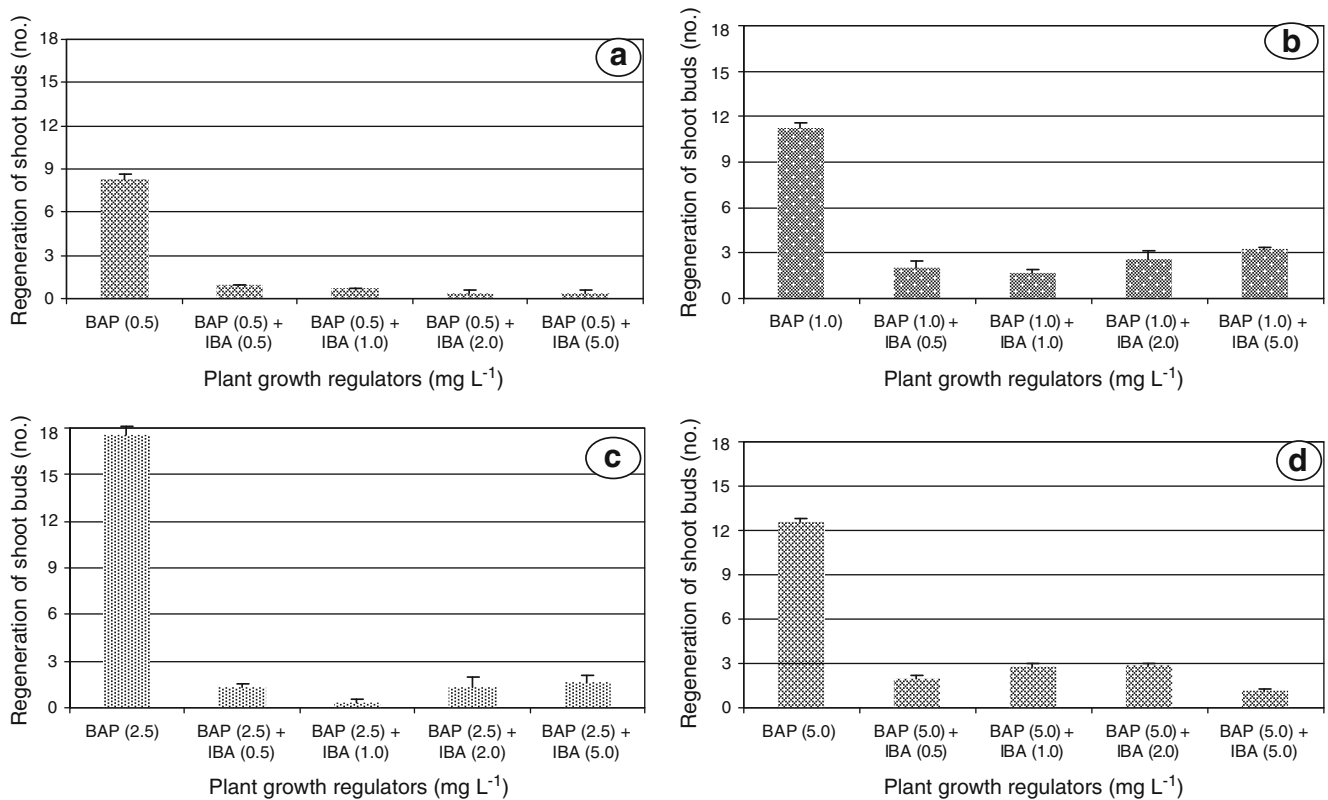 Regeneration of shoot buds (no.)
18
15
12
9
6
3
0
a
BAP (0.5)
BAP (0.5) +
IBA (0.5)
BAP (0.5) +
IBA (1.0)
BAP (0.5) +
IBA (2.0)
BAP (0.5) +
IBA (5.0)
Plant growth regulators (mg L⁻¹)
Regeneration of shoot buds (no.)
18
15
12
9
6
3
0
b
BAP (1.0)
BAP (1.0) +
IBA (0.5)
BAP (1.0) +
IBA (1.0)
BAP (1.0) +
IBA (2.0)
BAP (1.0) +
IBA (5.0)
Plant growth regulators (mg L⁻¹)
Regeneration of shoot buds (no.)
18
15
12
9
6
3
0
c
BAP (2.5)
BAP (2.5) +
IBA (0.5)
BAP (2.5) +
IBA (1.0)
BAP (2.5) +
IBA (2.0)
BAP (2.5) +
IBA (5.0)
Plant growth regulators (mg L⁻¹)
Regeneration of shoot buds (no.)
18
15
12
9
6
3
0
d
BAP (5.0)
BAP (5.0) +
IBA (0.5)
BAP (5.0) +
IBA (1.0)
BAP (5.0) +
IBA (2.0)
BAP (5.0) +
IBA (5.0)
Plant growth regulators (mg L⁻¹)